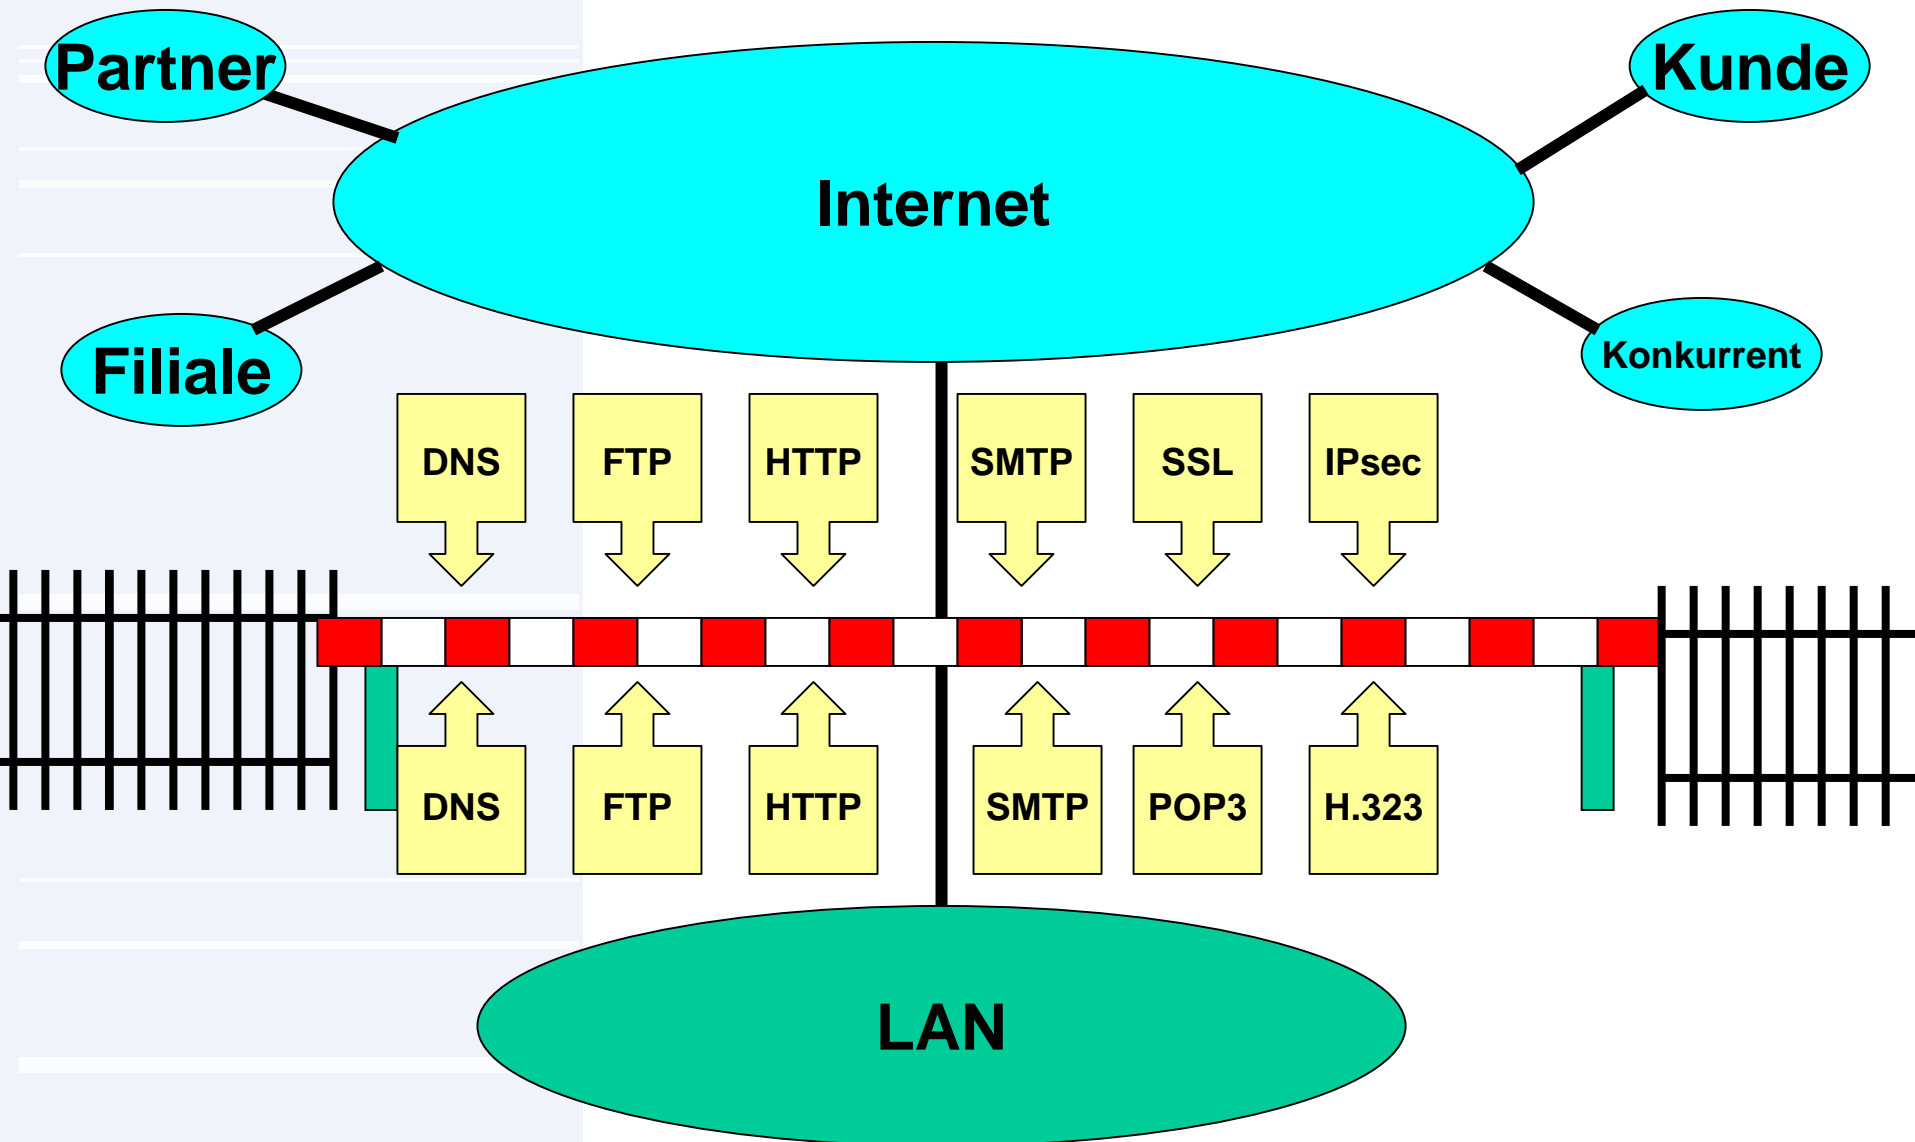 Partner
Kunde
Internet
Filiale
Konkurrent
DNS
FTP
HTTP
SMTP
SSL
IPsec
DNS
FTP
HTTP
SMTP
POP3
H.323
LAN